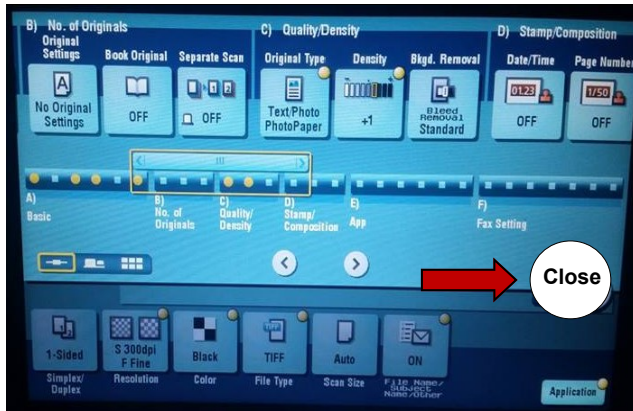 B) No. of Originals
C) Quality/Density
D) Stamp/Composition
Original
Settings
Book Original
Separate Scan
Original Type
Density
Bkgd. Removal
Date/Time
Page Number
No Original
Settings
OFF
OFF
Text/Photo
PhotoPaper
+1
Bleed
Removal
Standard
01.23
OFF
1/50
OFF
A)
Basic
B)
No. of
Originals
C)
Quality/
Density
D)
Stamp/
Composition
E)
App
F)
Fax Setting
Close
1-Sided
S 300dpi
F Fine
Black
TIFF
Auto
ON
Simplex/
Duplex
Resolution
Color
File Type
Scan Size
File Name/
Subject
Name/Other
Application